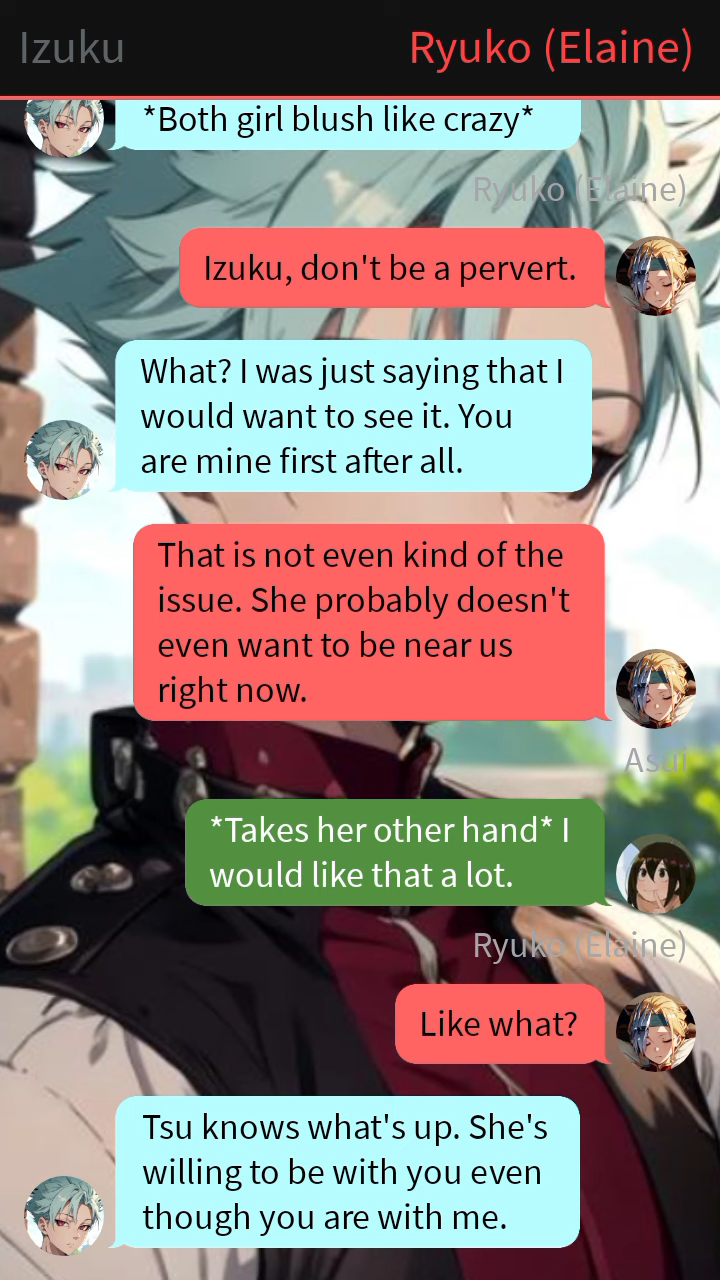 Izuku
Ryuko (Elaine)
*Both girl blush like crazy*
Ryuko (Elaine)
Izuku, don't be a pervert.
What? I was just saying that I
would want to see it. You
are mine first after all.
That is not even kind of the
issue. She probably doesn't
even want to be near us
right now.
Asui
*Takes her other hand* I
would like that a lot.
Ryuko (Elaine)
Like what?
Tsu knows what's up. She's
willing to be with you even
though you are with me.